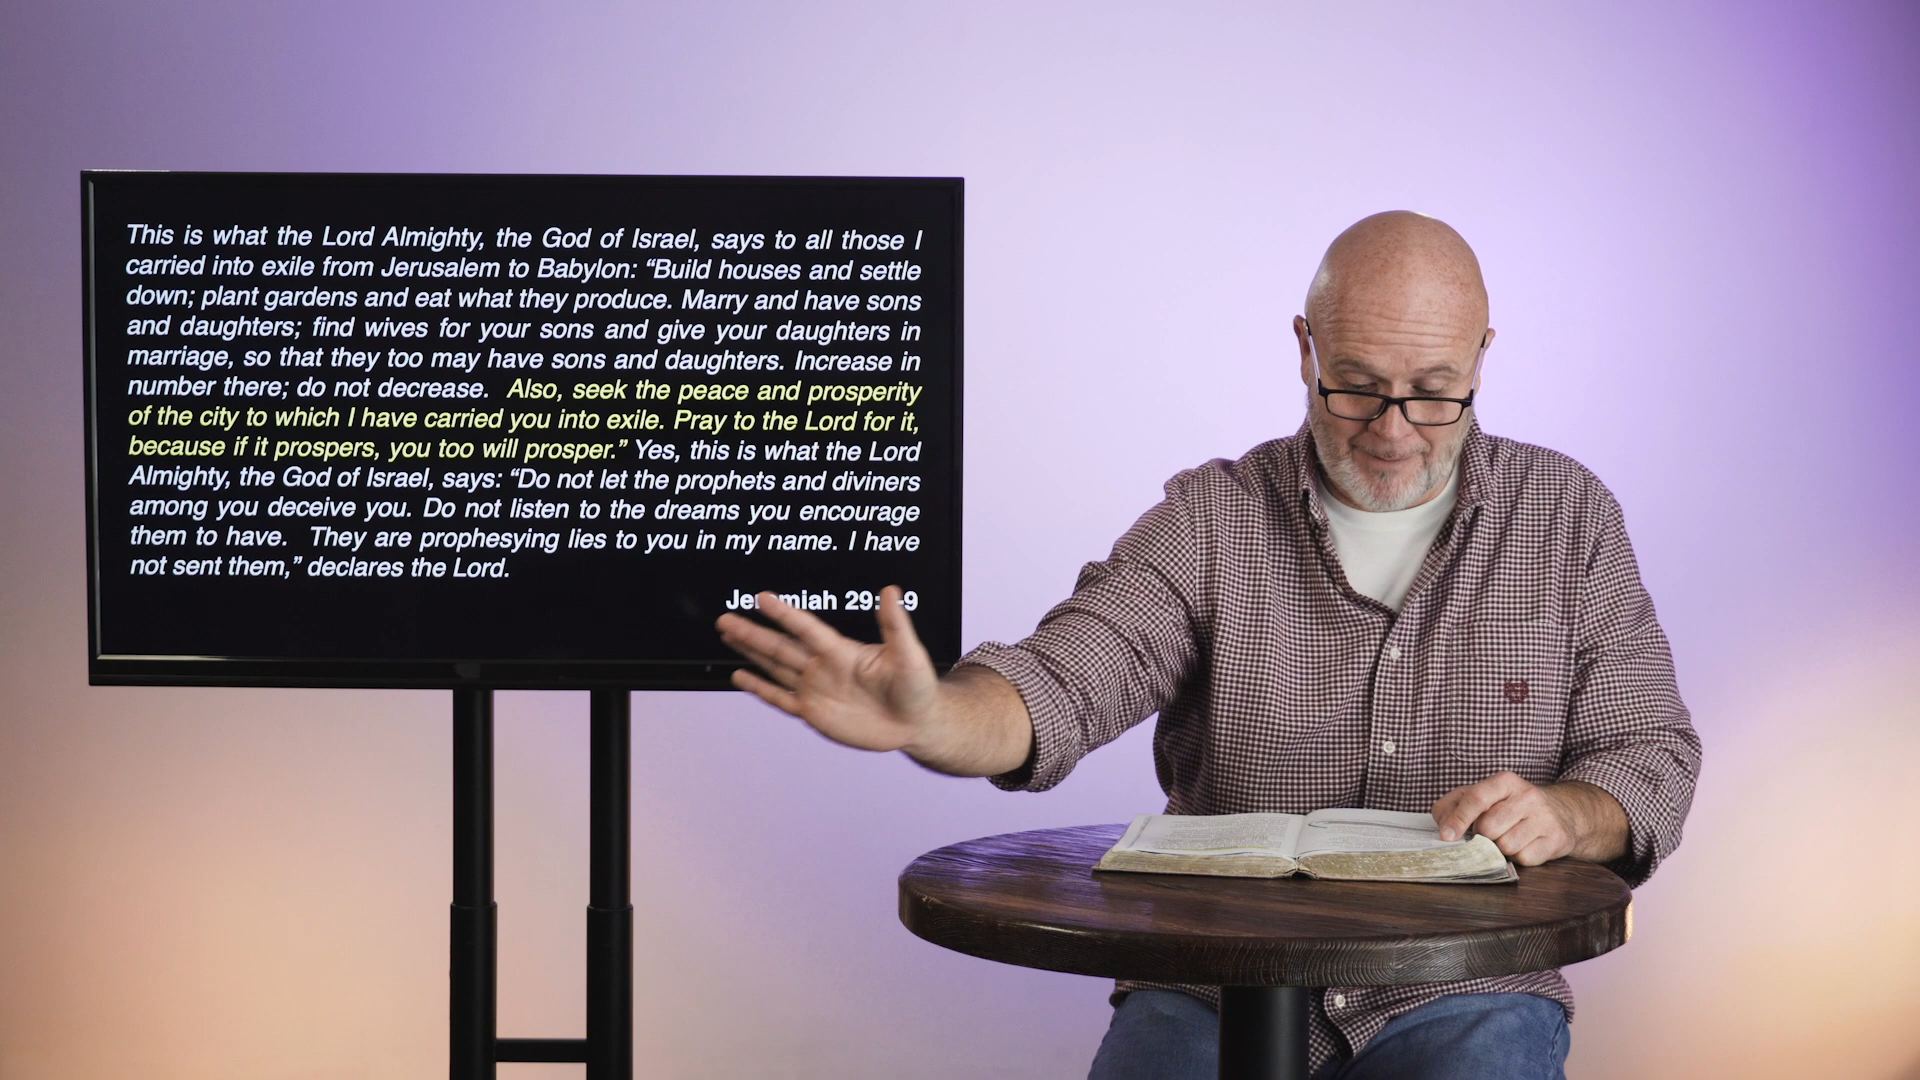 This is what the Lord Almighty, the God of Israel, says to all those I
carried into exile from Jerusalem to Babylon: “Build houses and settle
down; plant gardens and eat what they produce. Marry and have sons
and daughters; find wives for your sons and give your daughters in
marriage, so that they too may have sons and daughters. Increase in
number there; do not decrease. Also, seek the peace and prosperity
of the city to which I have carried you into exile. Pray to the Lord for it,
because if it prospers, you too will prosper.” Yes, this is what the Lord
Almighty, the God of Israel, says: “Do not let the prophets and diviners
among you deceive you. Do not listen to the dreams you encourage
them to have. They are prophesying lies to you in my name. I have
not sent them,” declares the Lord.
Jeremiah